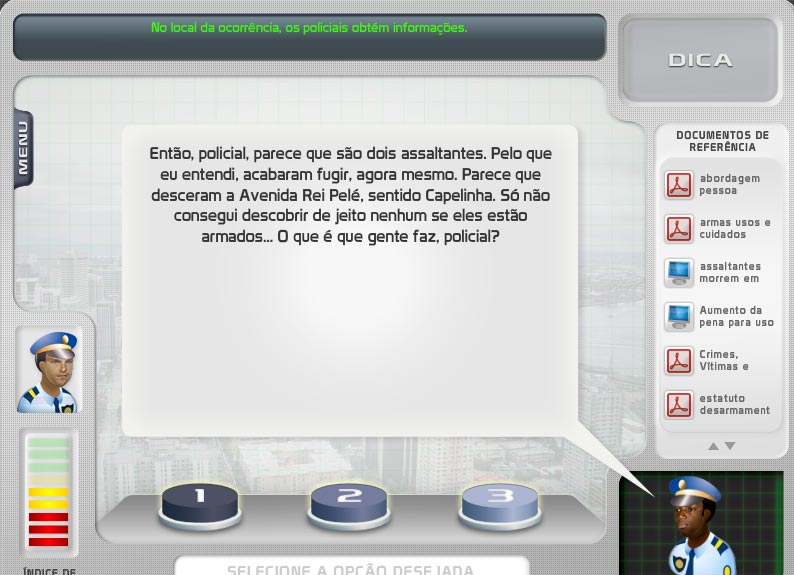 No local da ocorrência, os policiais obtém informações.
DICA
MENU
Então, policial, parece que são dois assaltantes. Pelo que
eu entendi, acabaram fugir, agora mesmo. Parece que
desceram a Avenida Rei Pelé, sentido Capelinha. Só não
consegui descobrir de jeito nenhum se eles estão
armados... O que é que gente faz, policial?
DOCUMENTOS DE
REFERÊNCIA
abordagem
pessoa
armas usos e
cuidados
assaltantes
morrem em
Aumento da
pena para uso
Crimes,
Vítimas e
estatuto
desarmament
1 2 3
ÍNDICE DE
SELECIONE A OPÇÃO DESEJADA